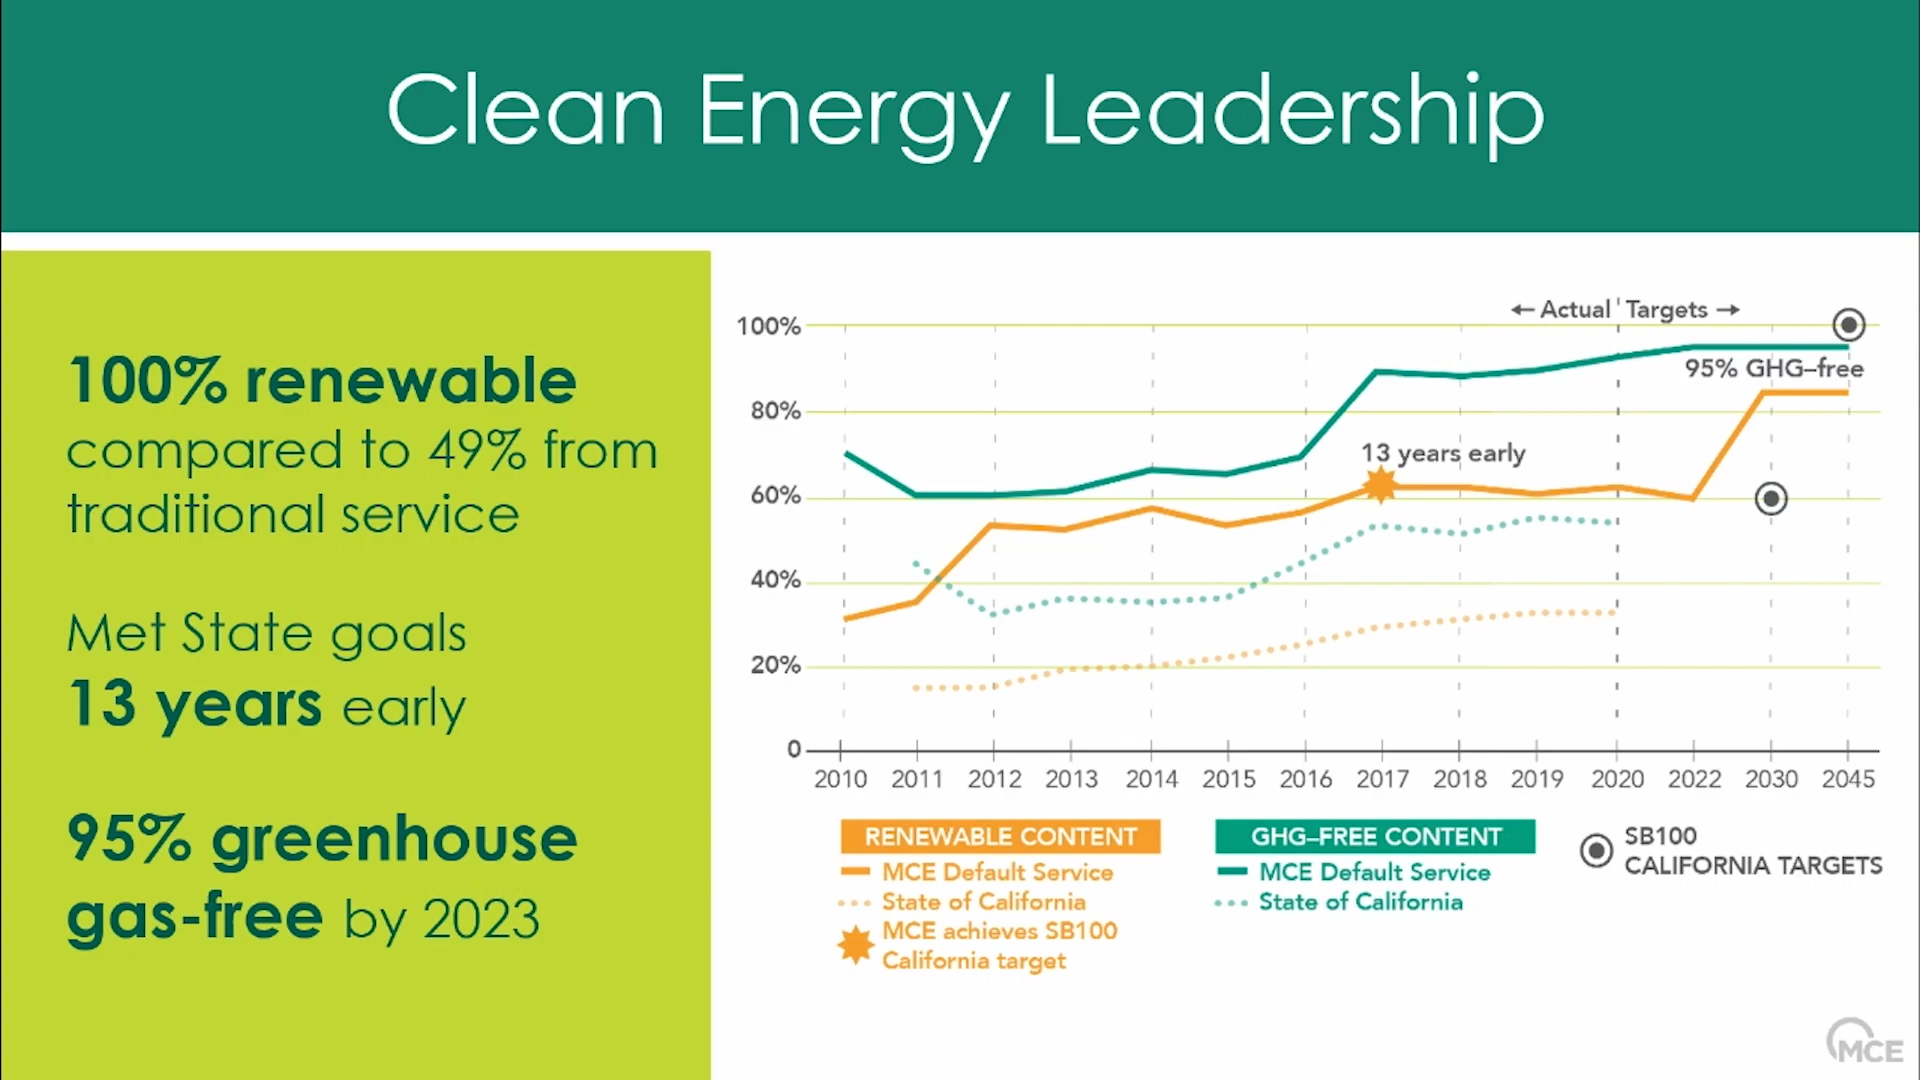 Clean Energy Leadership
100% renewable
compared to 49% from
traditional service
Met State goals
13 years early
95% greenhouse
gas-free by 2023
← Actual Targets →
100%
80%
60%
40%
20%
0
95% GHG–free
13 years early
2010 2011 2012 2013 2014 2015 2016 2017 2018 2019 2020 2022 2030 2045
RENEWABLE CONTENT
MCE Default Service
State of California
MCE achieves SB100
California target
GHG–FREE CONTENT
MCE Default Service
State of California
SB100
CALIFORNIA TARGETS
MCE